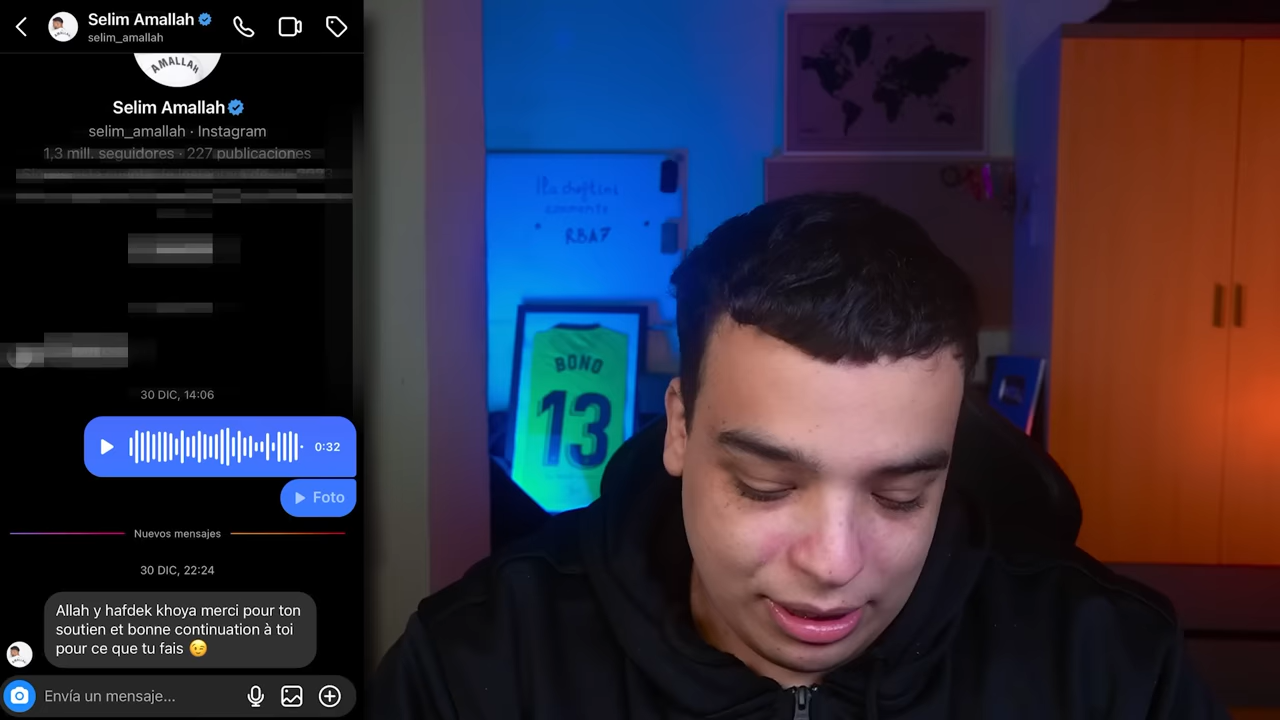 Selim Amallah
selim_amallah
AMALLAH
Selim Amallah
selim_amallah · Instagram
1,3 mill. seguidores · 227 publicaciones
30 DIC, 14:06
0:32
Foto
Nuevos mensajes
30 DIC, 22:24
Allah y hafdek khoya merci pour ton
soutien et bonne continuation à toi
pour ce que tu fais 😉
Envía un mensaje...
RBA7
BONO
13